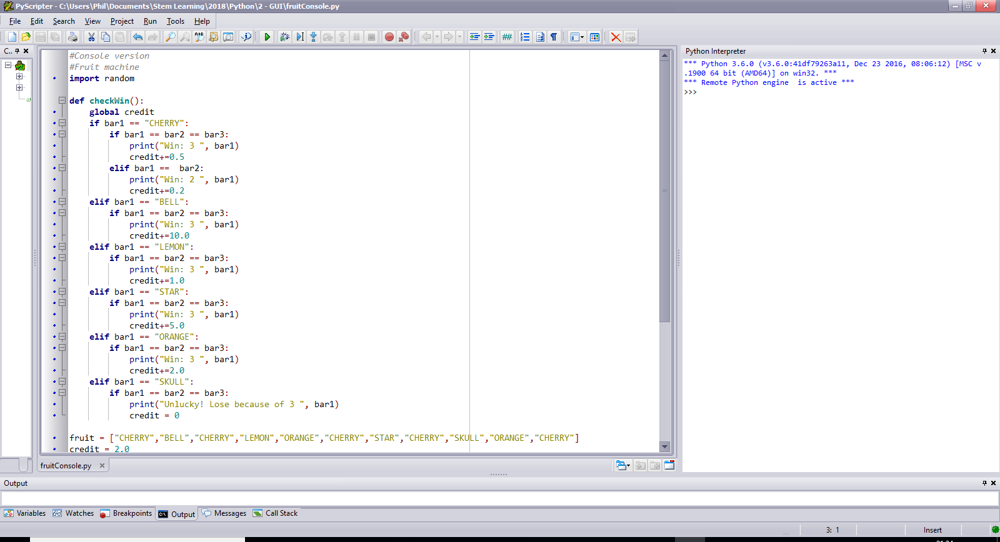 PyScripter - C:\Users\Phil\Documents\Stem Learning\2018\Python\2 - GUI\fruitConsole.py
File Edit Search View Project Run Tools Help
C..
#Console version
#Fruit machine
import random
def checkWin():
global credit
if bar1 == "CHERRY":
if bar1 == bar2 == bar3:
print("Win: 3 ", bar1)
credit+=0.5
elif bar1 ==  bar2:
print("Win: 2 ", bar1)
credit+=0.2
elif bar1 == "BELL":
if bar1 == bar2 == bar3:
print("Win: 3 ", bar1)
credit+=10.0
elif bar1 == "LEMON":
if bar1 == bar2 == bar3:
print("Win: 3 ", bar1)
credit+=1.0
elif bar1 == "STAR":
if bar1 == bar2 == bar3:
print("Win: 3 ", bar1)
credit+=5.0
elif bar1 == "ORANGE":
if bar1 == bar2 == bar3:
print("Win: 3 ", bar1)
credit+=2.0
elif bar1 == "SKULL":
if bar1 == bar2 == bar3:
print("Unlucky! Lose because of 3 ", bar1)
credit = 0
fruit = ["CHERRY","BELL","CHERRY","LEMON","ORANGE","CHERRY","STAR","CHERRY","SKULL","ORANGE","CHERRY"]
credit = 2.0
fruitConsole.py
Python Interpreter
*** Python 3.6.0 (v3.6.0:41df79263a11, Dec 23 2016, 08:06:12) [MSC v
.1900 64 bit (AMD64)] on win32. ***
*** Remote Python engine  is active ***
>>>
Output
Variables Watches Breakpoints Output Messages Call Stack
3: 1 Insert